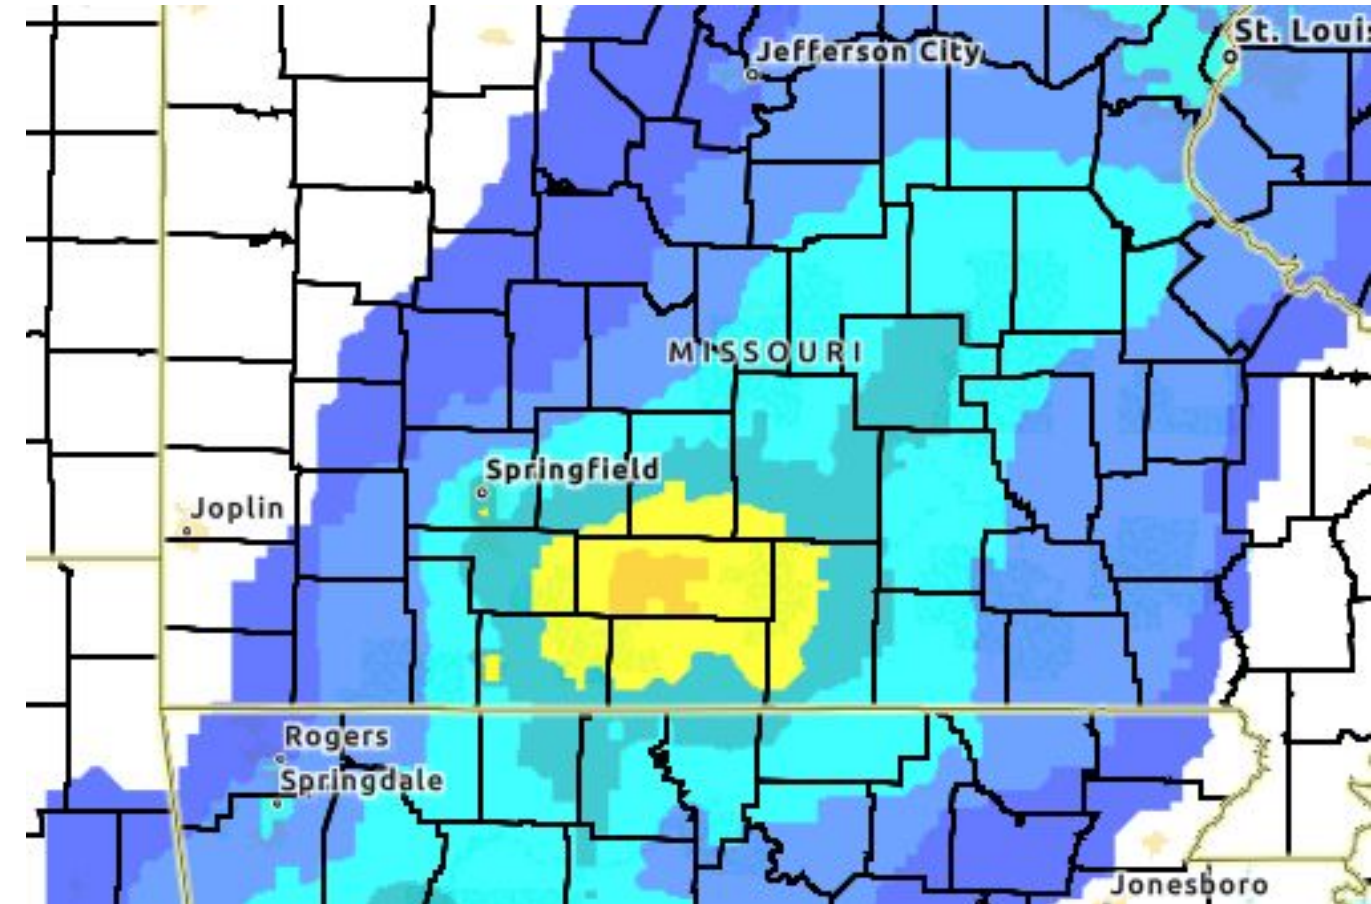 Jefferson City
St. Louis
MISSOURI
Springfield
Joplin
Rogers
Springdale
Jonesboro